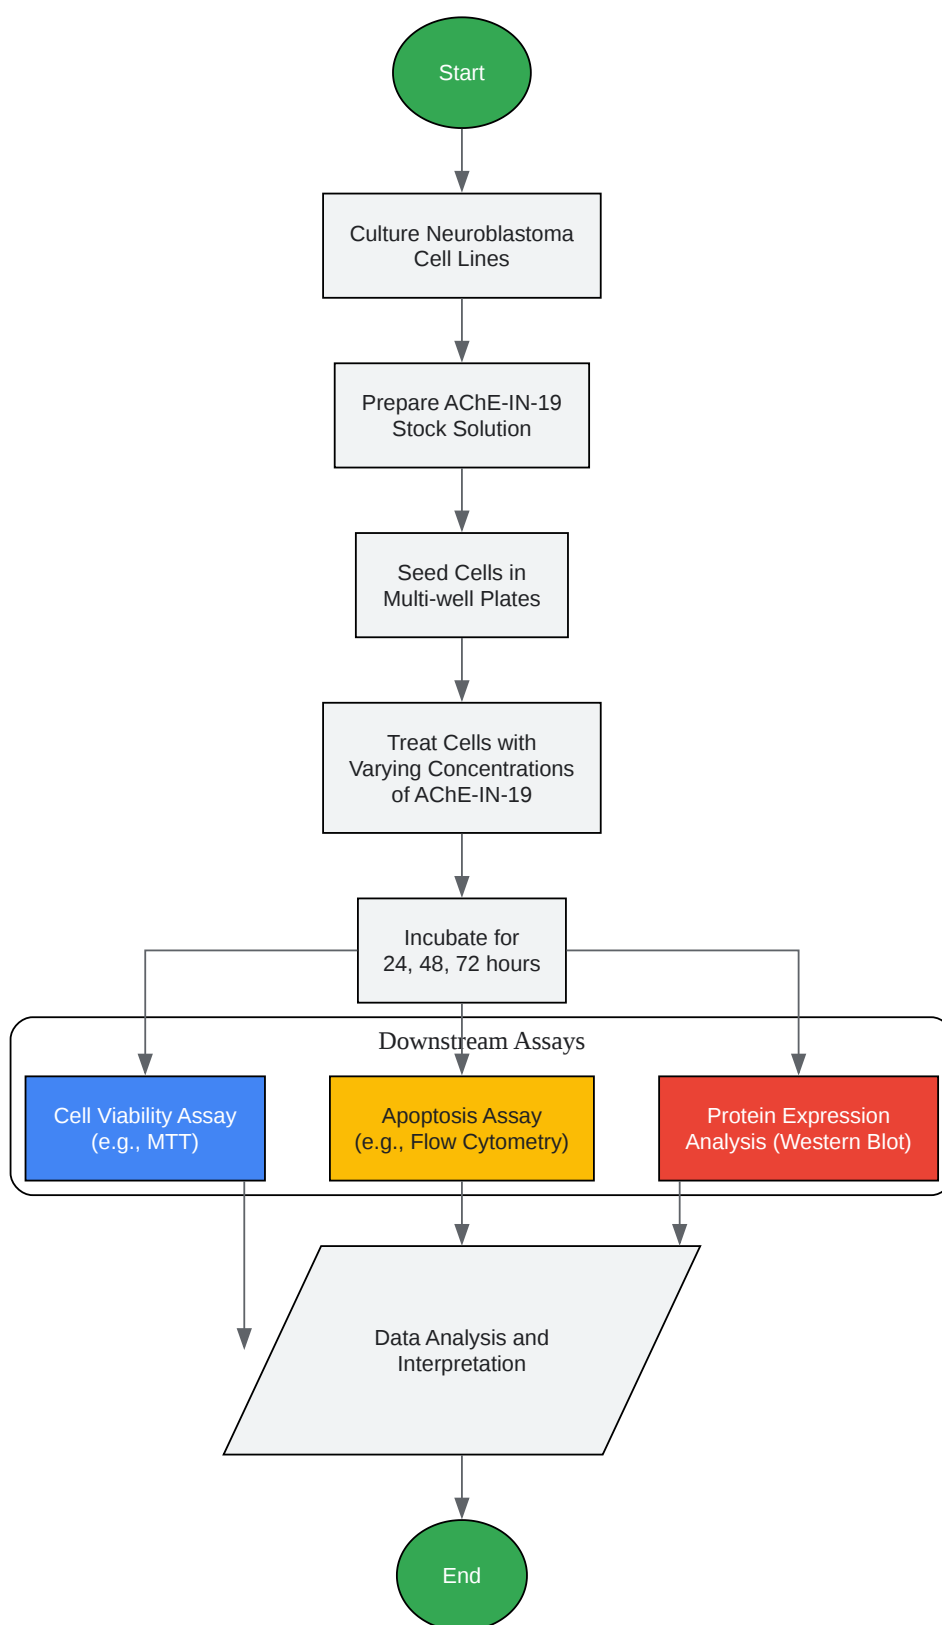 Start
Culture Neuroblastoma
Cell Lines
Prepare AChE-IN-19
Stock Solution
Seed Cells in
Multi-well Plates
Treat Cells with
Varying Concentrations
of AChE-IN-19
Incubate for
24, 48, 72 hours
Downstream Assays
Cell Viability Assay
(e.g., MTT)
Apoptosis Assay
(e.g., Flow Cytometry)
Protein Expression
Analysis (Western Blot)
Data Analysis and
Interpretation
End